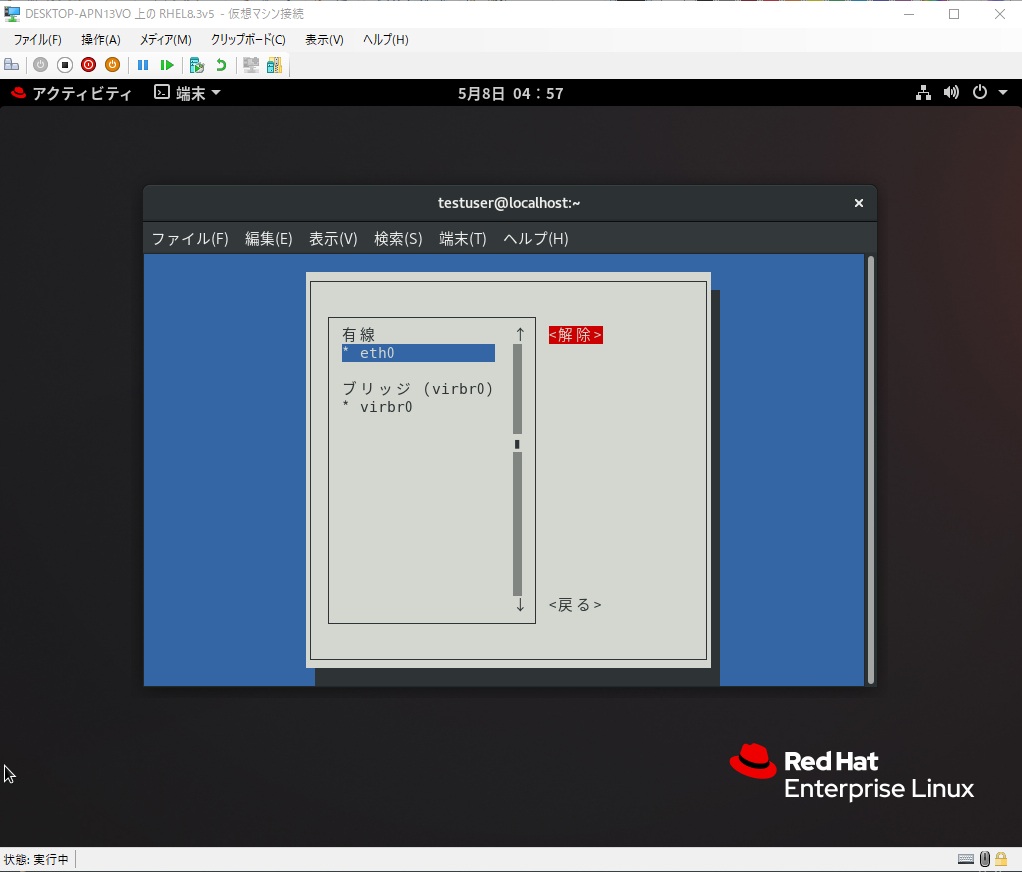 DESKTOP-APN13VO 上の RHEL8.3v5 - 仮想マシン接続
ファイル(F) 操作(A) メディア(M) クリップボード(C) 表示(V) ヘルプ(H)
アクティビティ 端末 5月8日 04：57
testuser@localhost:~
ファイル(F) 編集(E) 表示(V) 検索(S) 端末(T) ヘルプ(H)
有線 ↑ <解除>
* eth0
ブリッジ (virbr0)
* virbr0
↓ <戻る>
Red Hat
Enterprise Linux
状態: 実行中